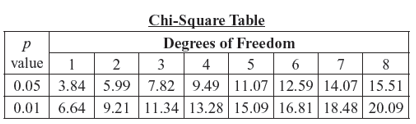 Chi-Square Table
p value Degrees of Freedom
1 2 3 4 5 6 7 8
0.05 3.84 5.99 7.82 9.49 11.07 12.59 14.07 15.51
0.01 6.64 9.21 11.34 13.28 15.09 16.81 18.48 20.09